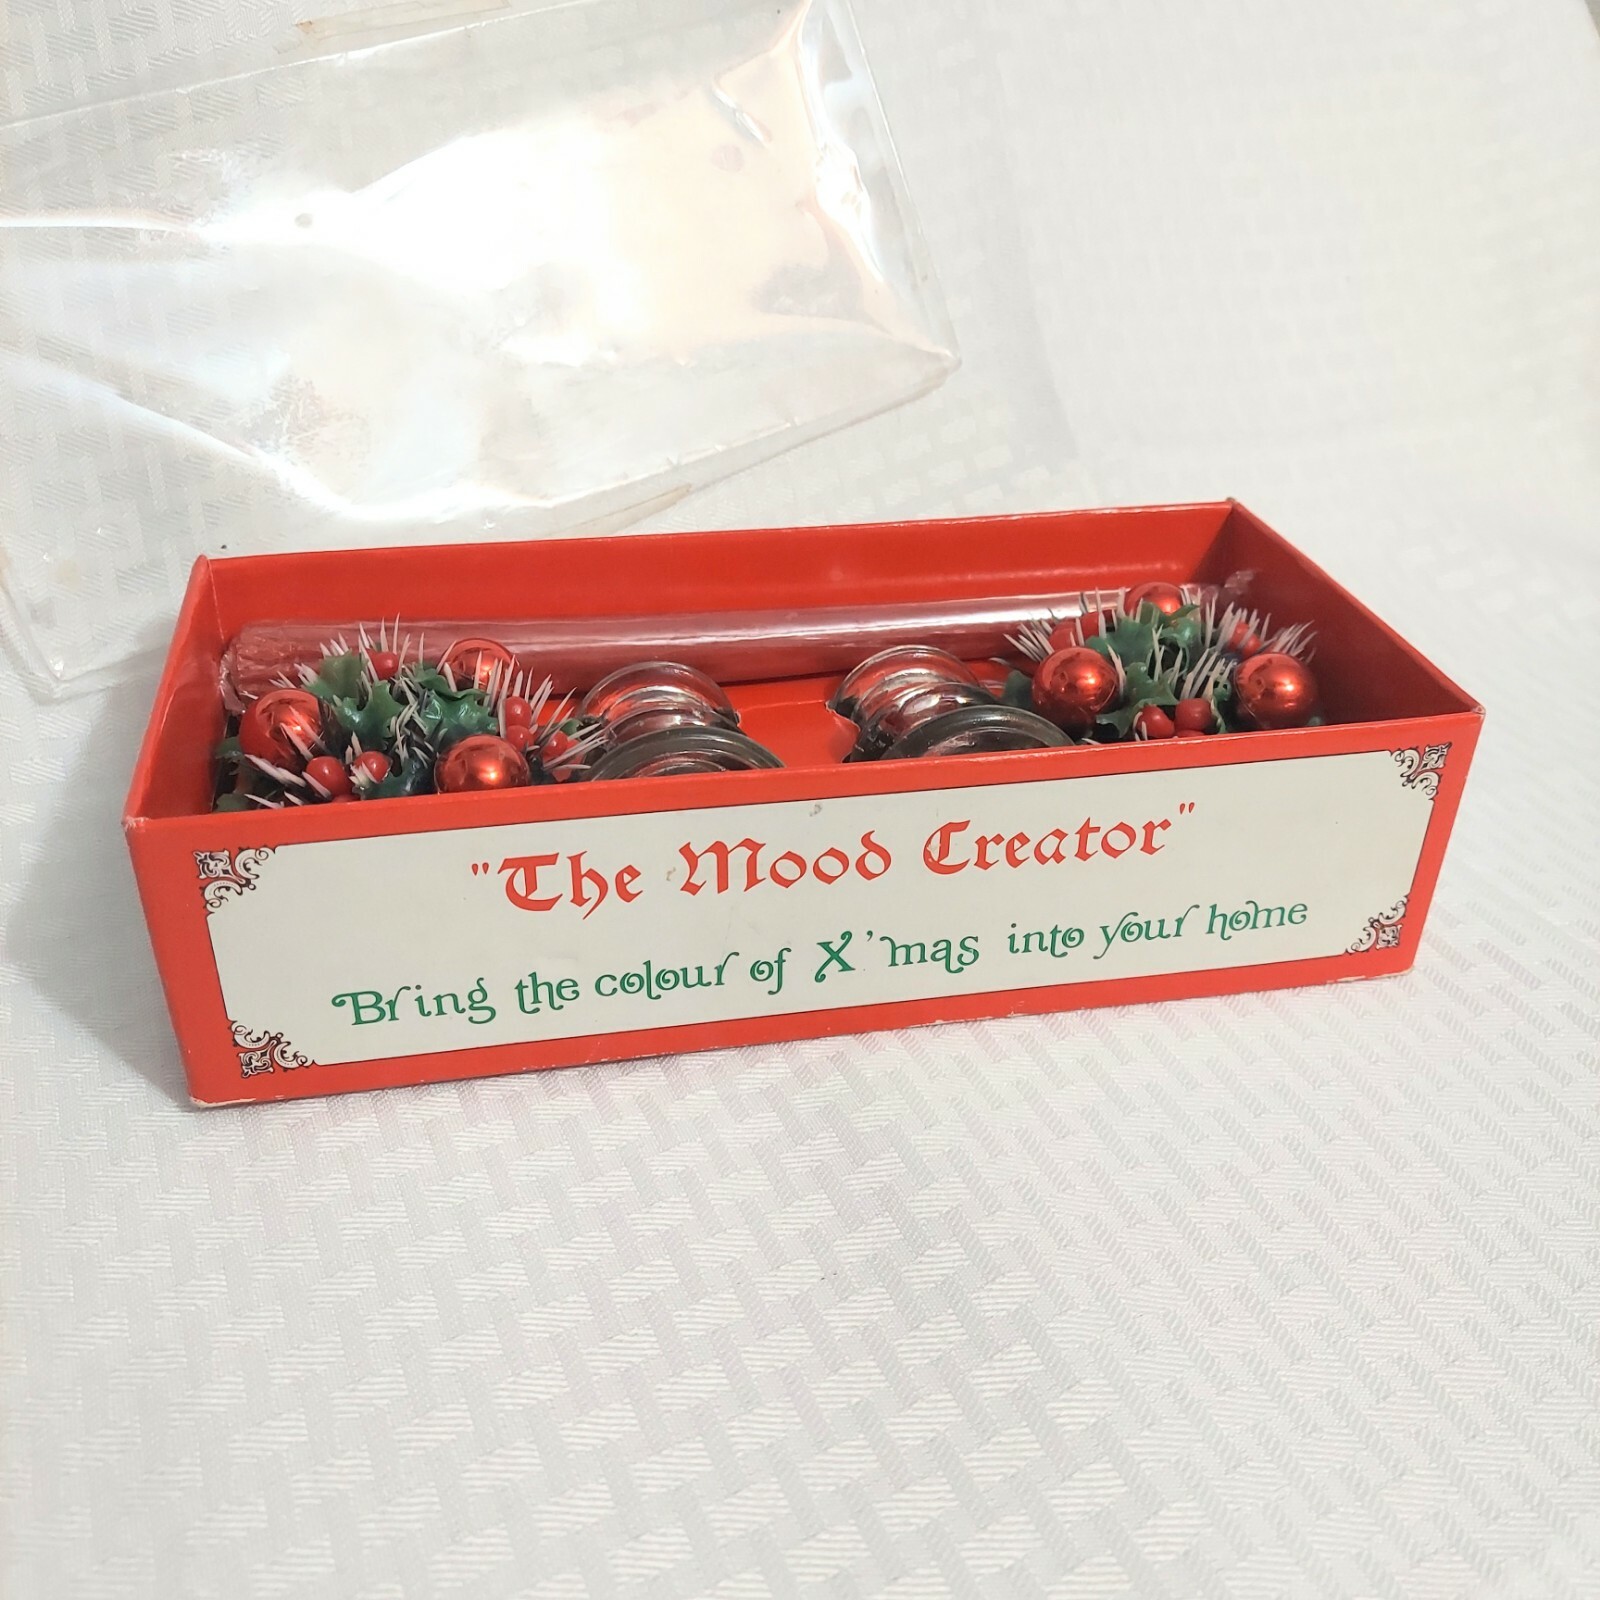 "The Mood Creator"
Bring the colour of X'mas into your home